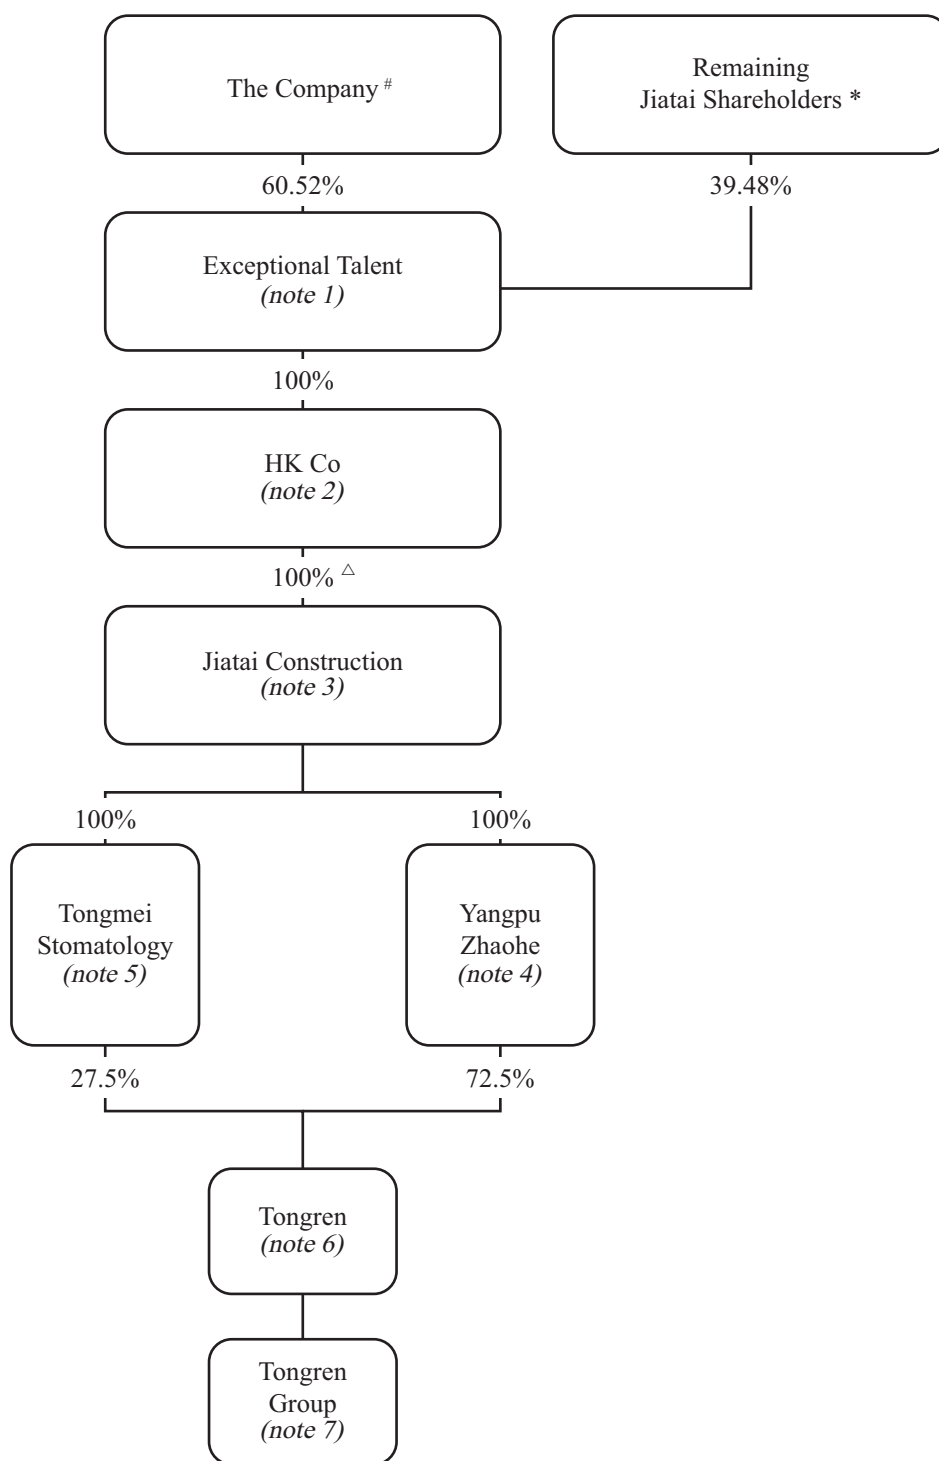 The Company #
Remaining
Jiatai Shareholders *
60.52%
39.48%
Exceptional Talent
(note 1)
100%
HK Co
(note 2)
100% △
Jiatai Construction
(note 3)
100%
100%
Tongmei
Stomatology
(note 5)
Yangpu
Zhaohe
(note 4)
27.5%
72.5%
Tongren
(note 6)
Tongren
Group
(note 7)